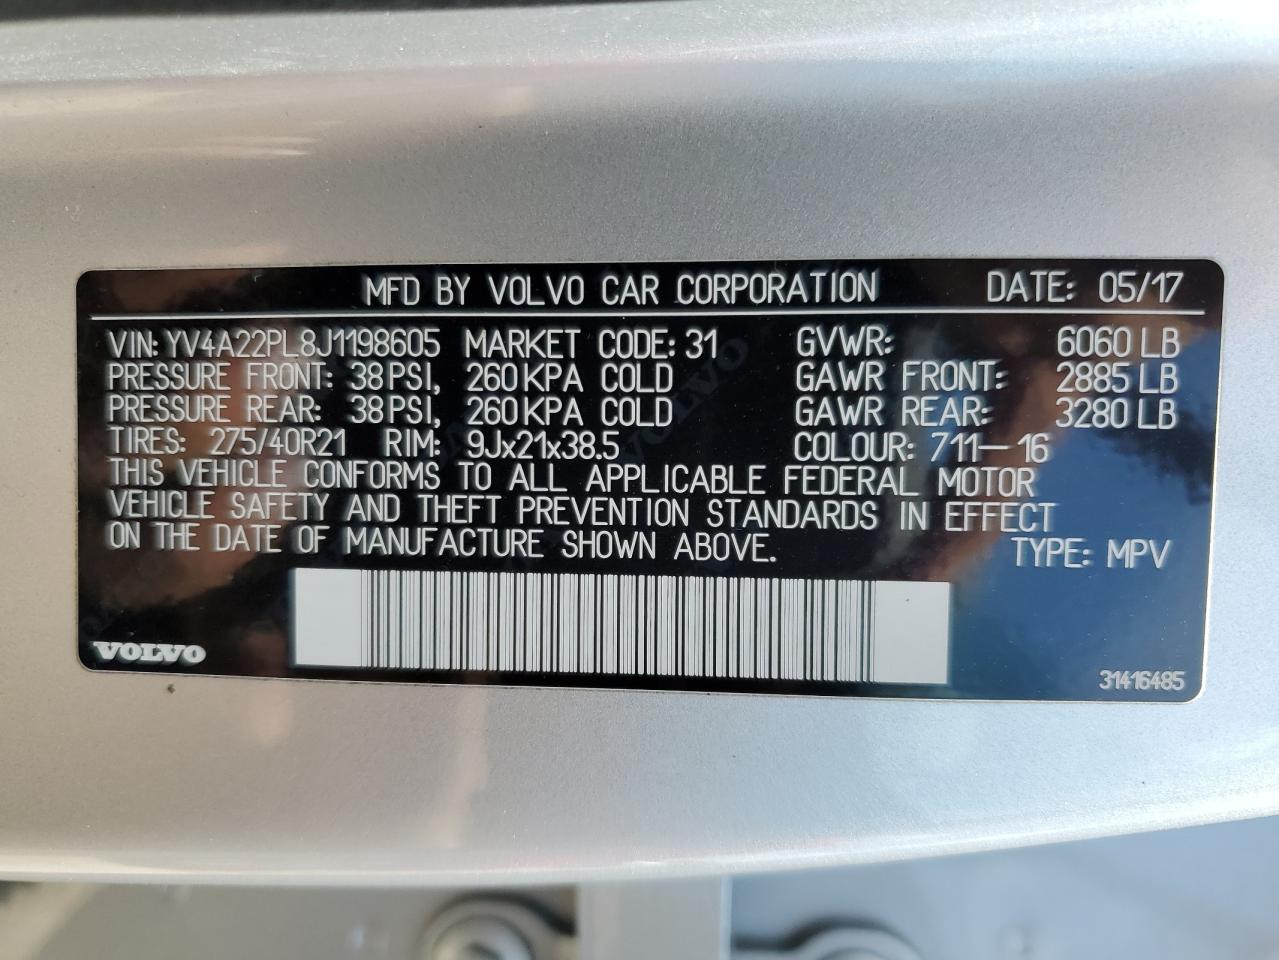 MFD BY VOLVO CAR CORPORATION DATE: 05/17
VIN: YV4A22PL8J1198605 MARKET CODE: 31 GVWR: 6060 LB
PRESSURE FRONT: 38 PSI, 260 KPA COLD GAWR FRONT: 2885 LB
PRESSURE REAR: 38 PSI, 260 KPA COLD GAWR REAR: 3280 LB
TIRES: 275/40R21 RIM: 9Jx21x38.5 COLOUR: 711-16
THIS VEHICLE CONFORMS TO ALL APPLICABLE FEDERAL MOTOR
VEHICLE SAFETY AND THEFT PREVENTION STANDARDS IN EFFECT
ON THE DATE OF MANUFACTURE SHOWN ABOVE. TYPE: MPV
VOLVO
31416485